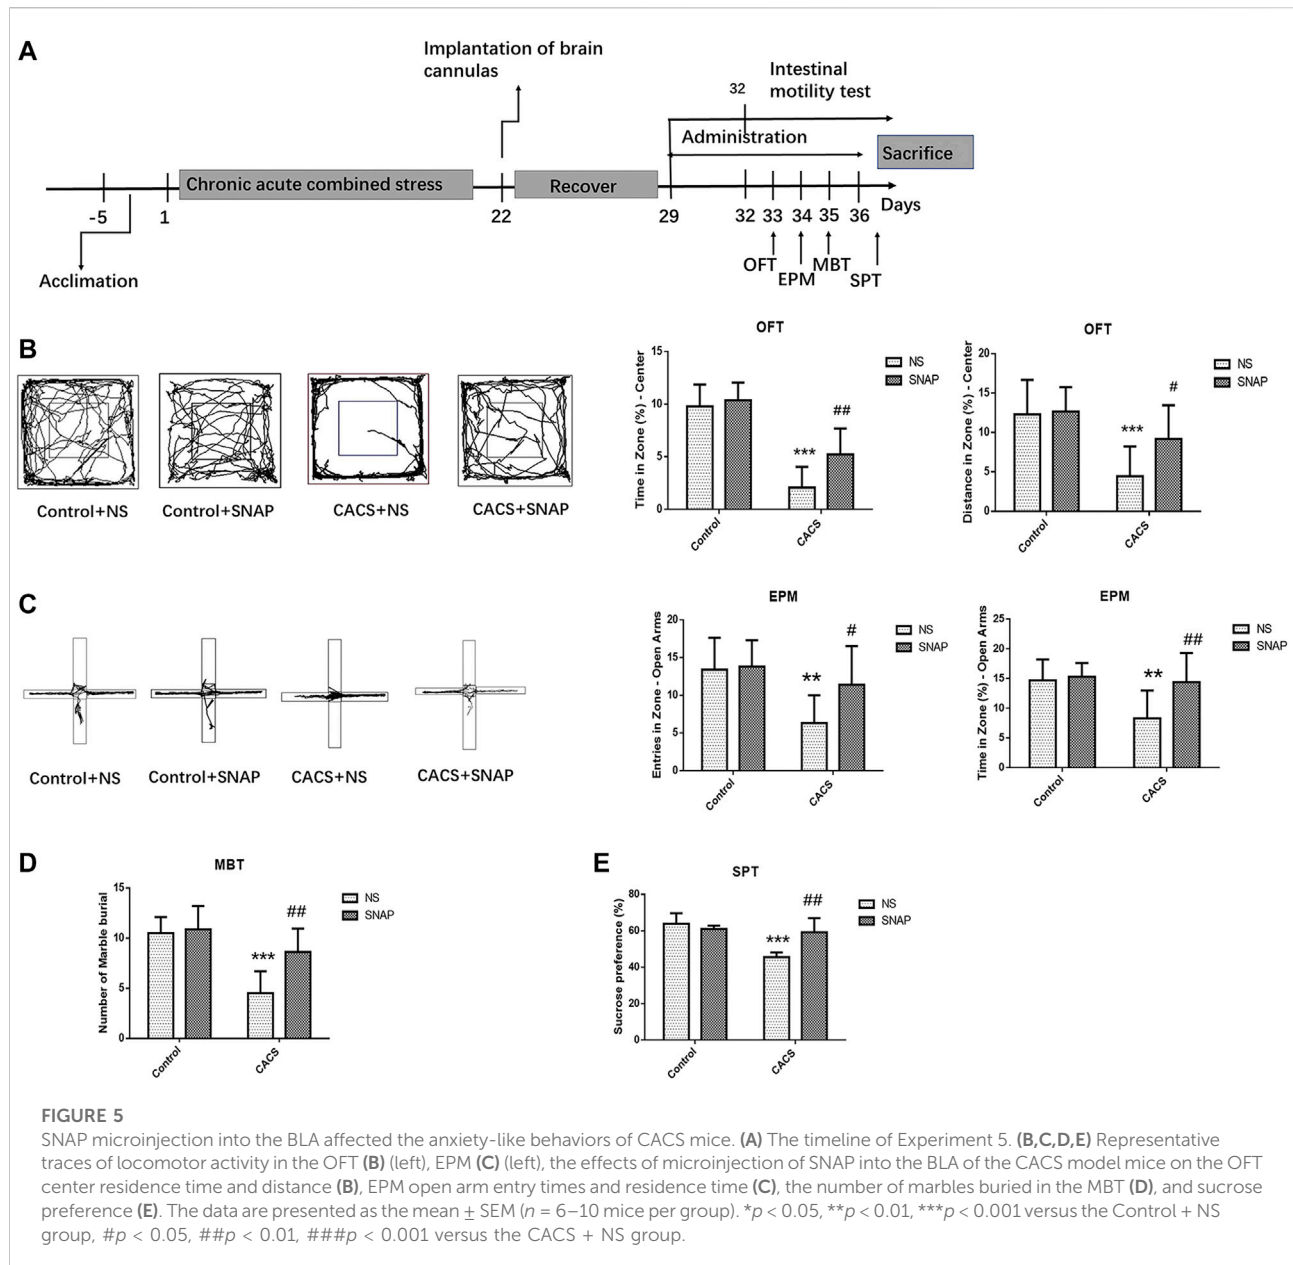 A
Implantation of brain
cannulas
Intestinal
motility test
32
Administration
Sacrifice
Chronic acute combined stress
Recover
-5
1
22
29
32
33
34
35
36
Days
Acclimation
OFT
EPM
MBT
SPT
B
Control+NS
Control+SNAP
CACS+NS
CACS+SNAP
OFT
Time in Zone (%) - Center
15
10
5
0
***
##
Control
CACS
NS
SNAP
OFT
Distance in Zone (%) - Center
20
15
10
5
0
***
#
Control
CACS
NS
SNAP
C
Control+NS
Control+SNAP
CACS+NS
CACS+SNAP
EPM
Entries in Zone - Open Arms
20
15
10
5
0
**
#
Control
CACS
NS
SNAP
EPM
Time in Zone (%) - Open Arms
25
20
15
10
5
0
**
##
Control
CACS
NS
SNAP
D
MBT
Number of Marble burial
15
10
5
0
***
##
Control
CACS
NS
SNAP
E
SPT
Sucrose preference (%)
80
60
40
20
0
***
##
Control
CACS
NS
SNAP
FIGURE 5
SNAP microinjection into the BLA affected the anxiety-like behaviors of CACS mice. (A) The timeline of Experiment 5. (B,C,D,E) Representative
traces of locomotor activity in the OFT (B) (left), EPM (C) (left), the effects of microinjection of SNAP into the BLA of the CACS model mice on the OFT
center residence time and distance (B), EPM open arm entry times and residence time (C), the number of marbles buried in the MBT (D), and sucrose
preference (E). The data are presented as the mean ± SEM (n = 6–10 mice per group). *p < 0.05, **p < 0.01, ***p < 0.001 versus the Control + NS
group, #p < 0.05, ##p < 0.01, ###p < 0.001 versus the CACS + NS group.